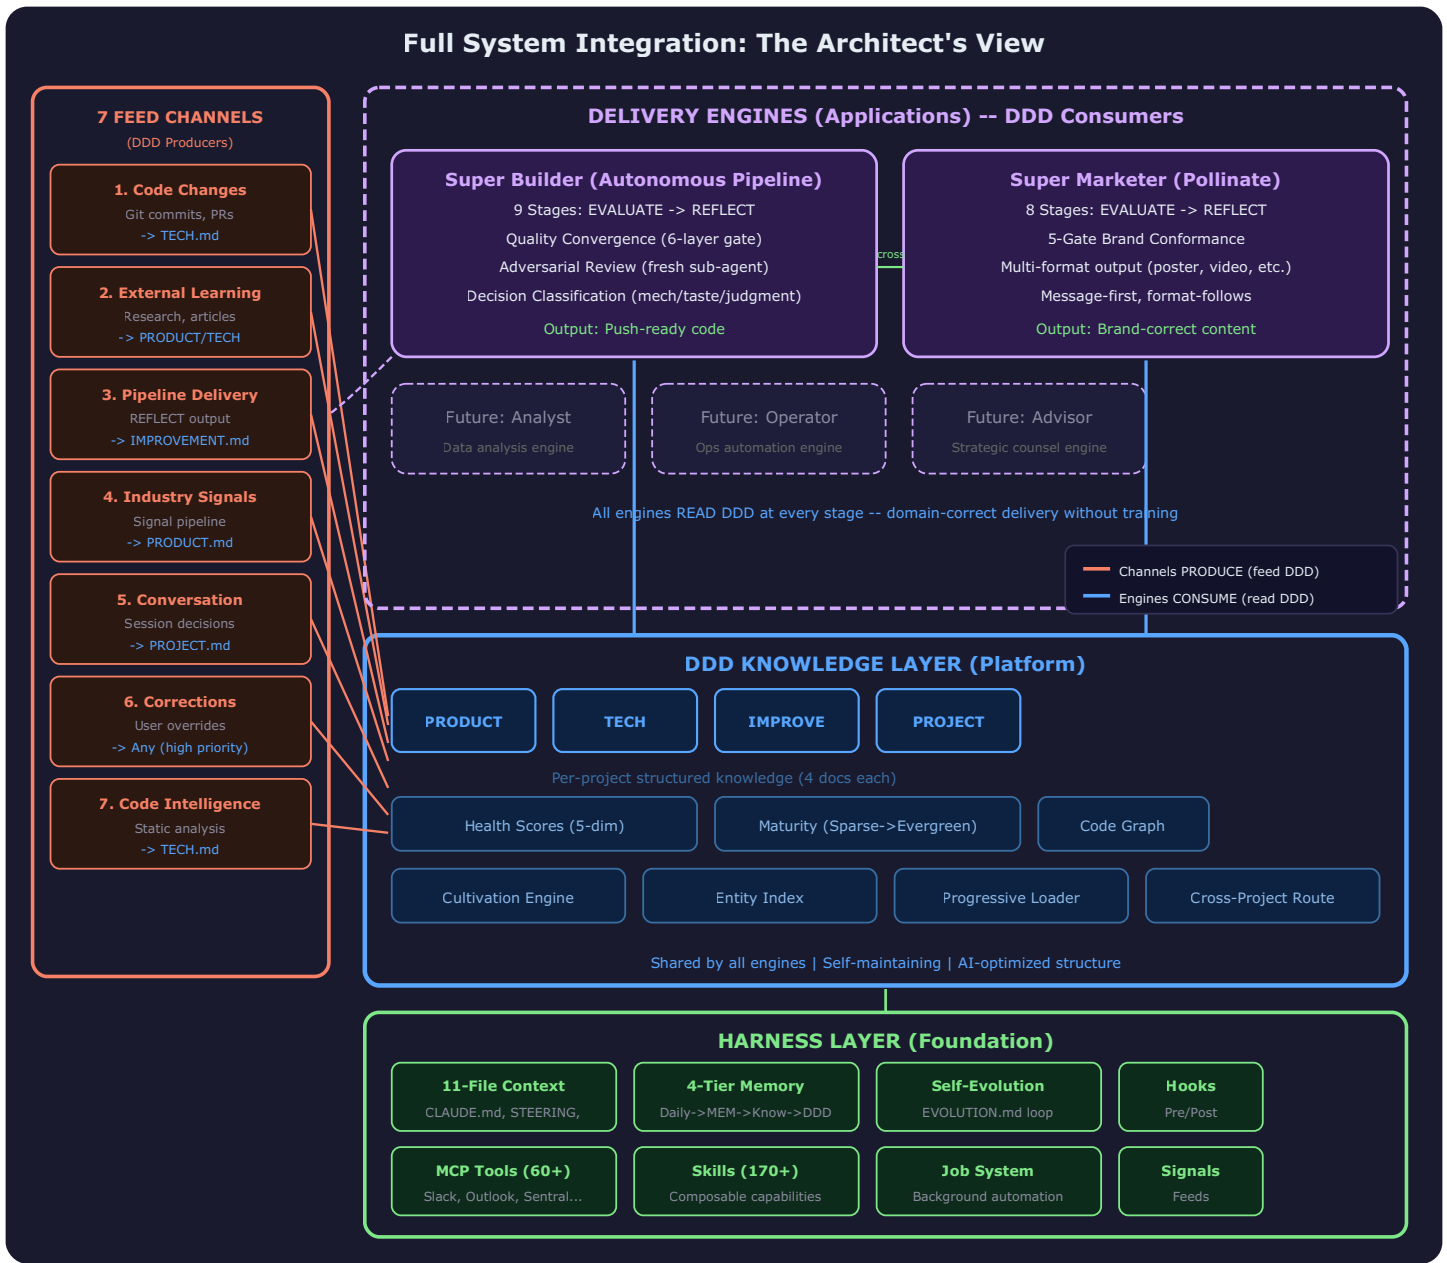 Full System Integration: The Architect's View
7 FEED CHANNELS
(DDD Producers)
1. Code Changes
Git commits, PRs
-> TECH.md
2. External Learning
Research, articles
-> PRODUCT/TECH
3. Pipeline Delivery
REFLECT output
-> IMPROVEMENT.md
4. Industry Signals
Signal pipeline
-> PRODUCT.md
5. Conversation
Session decisions
-> PROJECT.md
6. Corrections
User overrides
-> Any (high priority)
7. Code Intelligence
Static analysis
-> TECH.md
DELIVERY ENGINES (Applications) -- DDD Consumers
Super Builder (Autonomous Pipeline)
9 Stages: EVALUATE -> REFLECT
Quality Convergence (6-layer gate)
Adversarial Review (fresh sub-agent)
Decision Classification (mech/taste/judgment)
Output: Push-ready code
cross
Super Marketer (Pollinate)
8 Stages: EVALUATE -> REFLECT
5-Gate Brand Conformance
Multi-format output (poster, video, etc.)
Message-first, format-follows
Output: Brand-correct content
Future: Analyst
Data analysis engine
Future: Operator
Ops automation engine
Future: Advisor
Strategic counsel engine
All engines READ DDD at every stage -- domain-correct delivery without training
Channels PRODUCE (feed DDD)
Engines CONSUME (read DDD)
DDD KNOWLEDGE LAYER (Platform)
PRODUCT
TECH
IMPROVE
PROJECT
Per-project structured knowledge (4 docs each)
Health Scores (5-dim)
Maturity (Sparse->Evergreen)
Code Graph
Cultivation Engine
Entity Index
Progressive Loader
Cross-Project Route
Shared by all engines | Self-maintaining | AI-optimized structure
HARNESS LAYER (Foundation)
11-File Context
CLAUDE.md, STEERING,
4-Tier Memory
Daily->MEM->Know->DDD
Self-Evolution
EVOLUTION.md loop
Hooks
Pre/Post
MCP Tools (60+)
Slack, Outlook, Sentral...
Skills (170+)
Composable capabilities
Job System
Background automation
Signals
Feeds